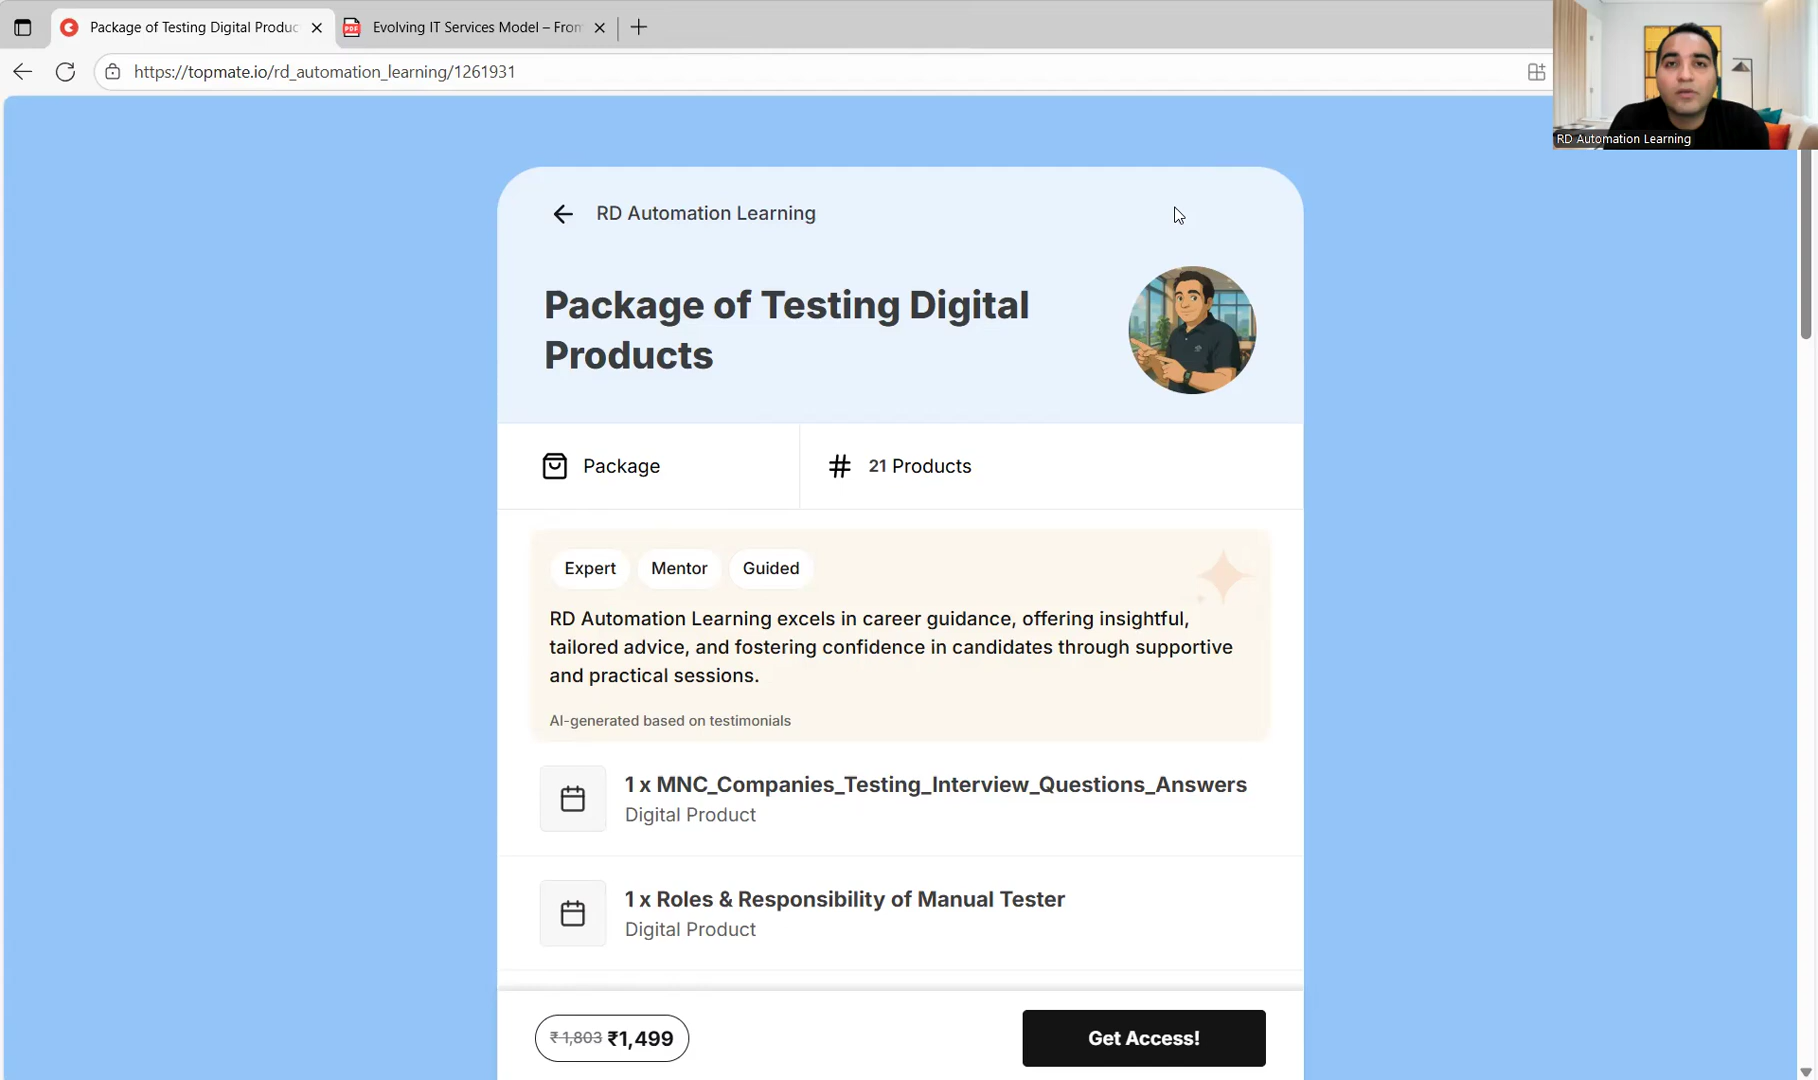 Package of Testing Digital Produc
Evolving IT Services Model – Fron
https://topmate.io/rd_automation_learning/1261931
RD Automation Learning
RD Automation Learning
Package of Testing Digital
Products
Package
# 21 Products
Expert Mentor Guided
RD Automation Learning excels in career guidance, offering insightful,
tailored advice, and fostering confidence in candidates through supportive
and practical sessions.
AI-generated based on testimonials
1 x MNC_Companies_Testing_Interview_Questions_Answers
Digital Product
1 x Roles & Responsibility of Manual Tester
Digital Product
₹1,803 ₹1,499
Get Access!